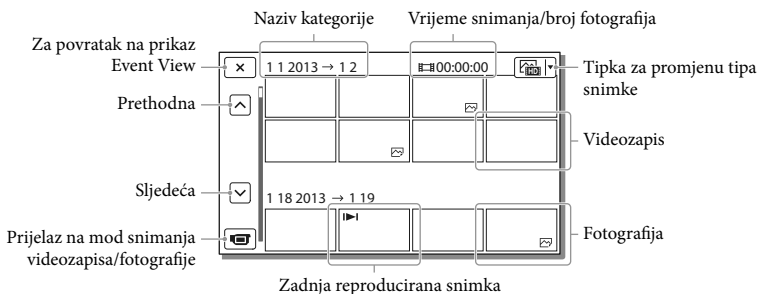 Naziv kategorije
Vrijeme snimanja/broj fotografija
Za povratak na prikaz
Event View
1 1 2013 → 1 2
00:00:00
HD
Tipka za promjenu tipa
snimke
Prethodna
Videozapis
Sljedeća
1 18 2013 → 1 19
Prijelaz na mod snimanja
videozapisa/fotografije
Fotografija
Zadnja reproducirana snimka